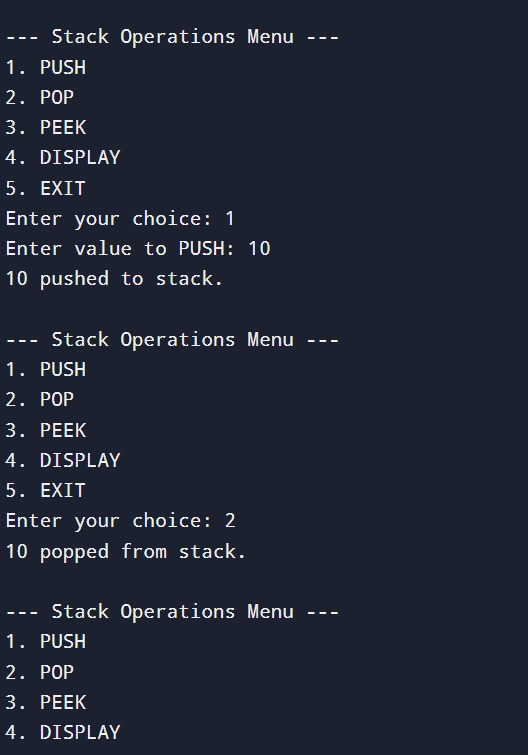 --- Stack Operations Menu ---
1. PUSH
2. POP
3. PEEK
4. DISPLAY
5. EXIT
Enter your choice: 1
Enter value to PUSH: 10
10 pushed to stack.
--- Stack Operations Menu ---
1. PUSH
2. POP
3. PEEK
4. DISPLAY
5. EXIT
Enter your choice: 2
10 popped from stack.
--- Stack Operations Menu ---
1. PUSH
2. POP
3. PEEK
4. DISPLAY